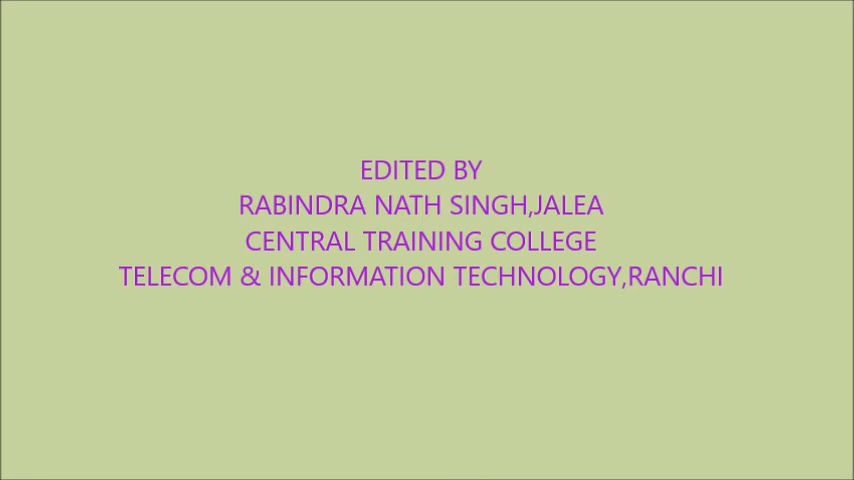 EDITED BY
RABINDRA NATH SINGH,JALEA
CENTRAL TRAINING COLLEGE
TELECOM & INFORMATION TECHNOLOGY,RANCHI